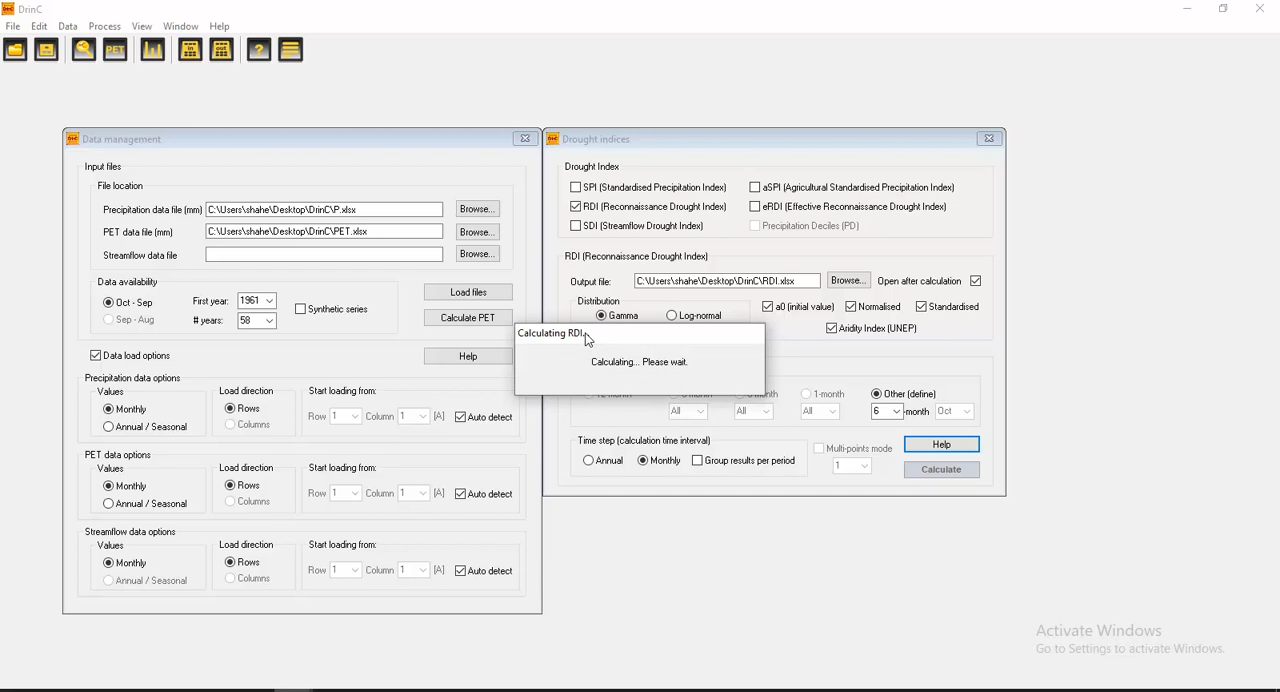 DrinC
File Edit Data Process View Window Help
PET in out ?
Data management
Input files
File location
Precipitation data file (mm) C:\Users\shahe\Desktop\DrinC\P.xlsx Browse...
PET data file (mm) C:\Users\shahe\Desktop\DrinC\PET.xlsx Browse...
Streamflow data file Browse...
Data availability
Oct - Sep First year: 1961 Synthetic series
Sep - Aug # years: 58
Load files
Calculate PET
Data load options Help
Precipitation data options
Values Load direction Start loading from:
Monthly Rows Row 1 Column 1 [A] Auto detect
Annual / Seasonal Columns
PET data options
Values Load direction Start loading from:
Monthly Rows Row 1 Column 1 [A] Auto detect
Annual / Seasonal Columns
Streamflow data options
Values Load direction Start loading from:
Monthly Rows Row 1 Column 1 [A] Auto detect
Annual / Seasonal Columns
Drought indices
Drought Index
SPI (Standardised Precipitation Index) aSPI (Agricultural Standardised Precipitation Index)
RDI (Reconnaissance Drought Index) eRDI (Effective Reconnaissance Drought Index)
SDI (Streamflow Drought Index) Precipitation Deciles (PD)
RDI (Reconnaissance Drought Index)
Output file: C:\Users\shahe\Desktop\DrinC\RDI.xlsx Browse... Open after calculation
Distribution
Gamma Log-normal a0 (initial value) Normalised Standardised
Aridity Index (UNEP)
Calculating RDI
Calculating... Please wait.
1-month Other (define)
All All All 6 -month Oct
Time step (calculation time interval)
Annual Monthly Group results per period
Multi-points mode
1
Help
Calculate
Activate Windows
Go to Settings to activate Windows.